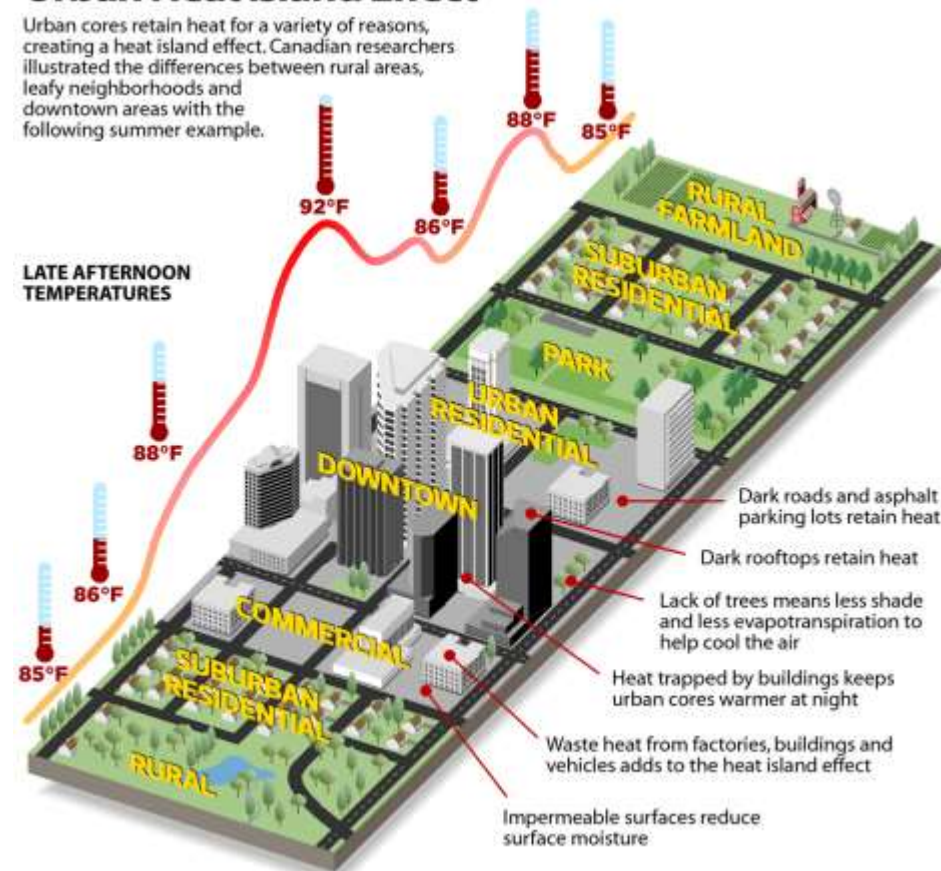 Urban Heat Island Effect
Urban cores retain heat for a variety of reasons,
creating a heat island effect. Canadian researchers
illustrated the differences between rural areas,
leafy neighborhoods and
downtown areas with the
following summer example.
88°F
85°F
92°F
86°F
LATE AFTERNOON
TEMPERATURES
88°F
86°F
85°F
RURAL
FARMLAND
SUBURBAN
RESIDENTIAL
PARK
URBAN
RESIDENTIAL
DOWNTOWN
COMMERCIAL
SUBURBAN
RESIDENTIAL
RURAL
Dark roads and asphalt
parking lots retain heat
Dark rooftops retain heat
Lack of trees means less shade
and less evapotranspiration to
help cool the air
Heat trapped by buildings keeps
urban cores warmer at night
Waste heat from factories, buildings and
vehicles adds to the heat island effect
Impermeable surfaces reduce
surface moisture